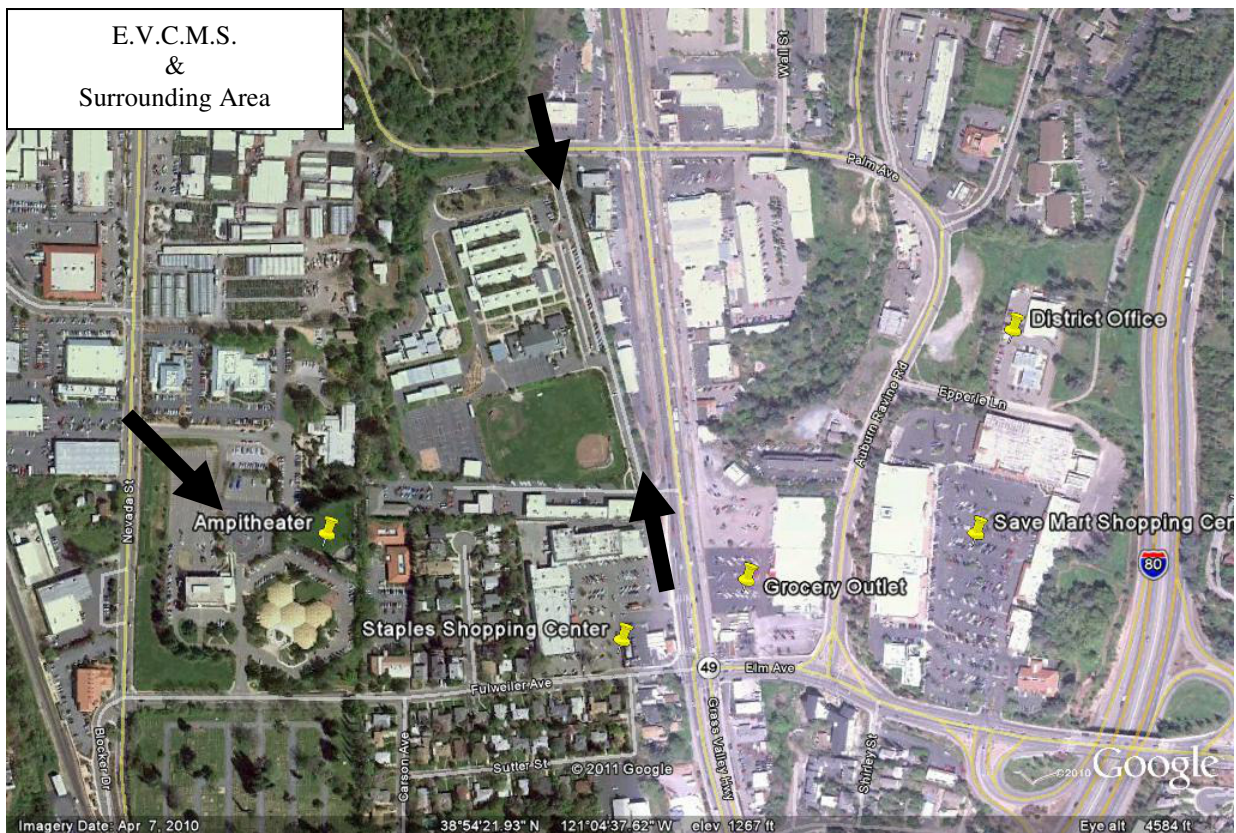 E.V.C.M.S.
&
Surrounding Area
Wall St
Palm Ave
District Office
Epperle Ln
Auburn Ravine Rd
Nevada St
Ampitheater
Save Mart Shopping Cen
80
Grocery Outlet
Staples Shopping Center
49
Elm Ave
Fulweiler Ave
Grass Valley Hwy
Blocker Dr
Carson Ave
Sutter St
Shirley St
© 2011 Google
©2010 Google
Imagery Date: Apr 7, 2010
38°54'21.93" N 121°04'37.62" W elev 1267 ft
Eye alt 4584 ft